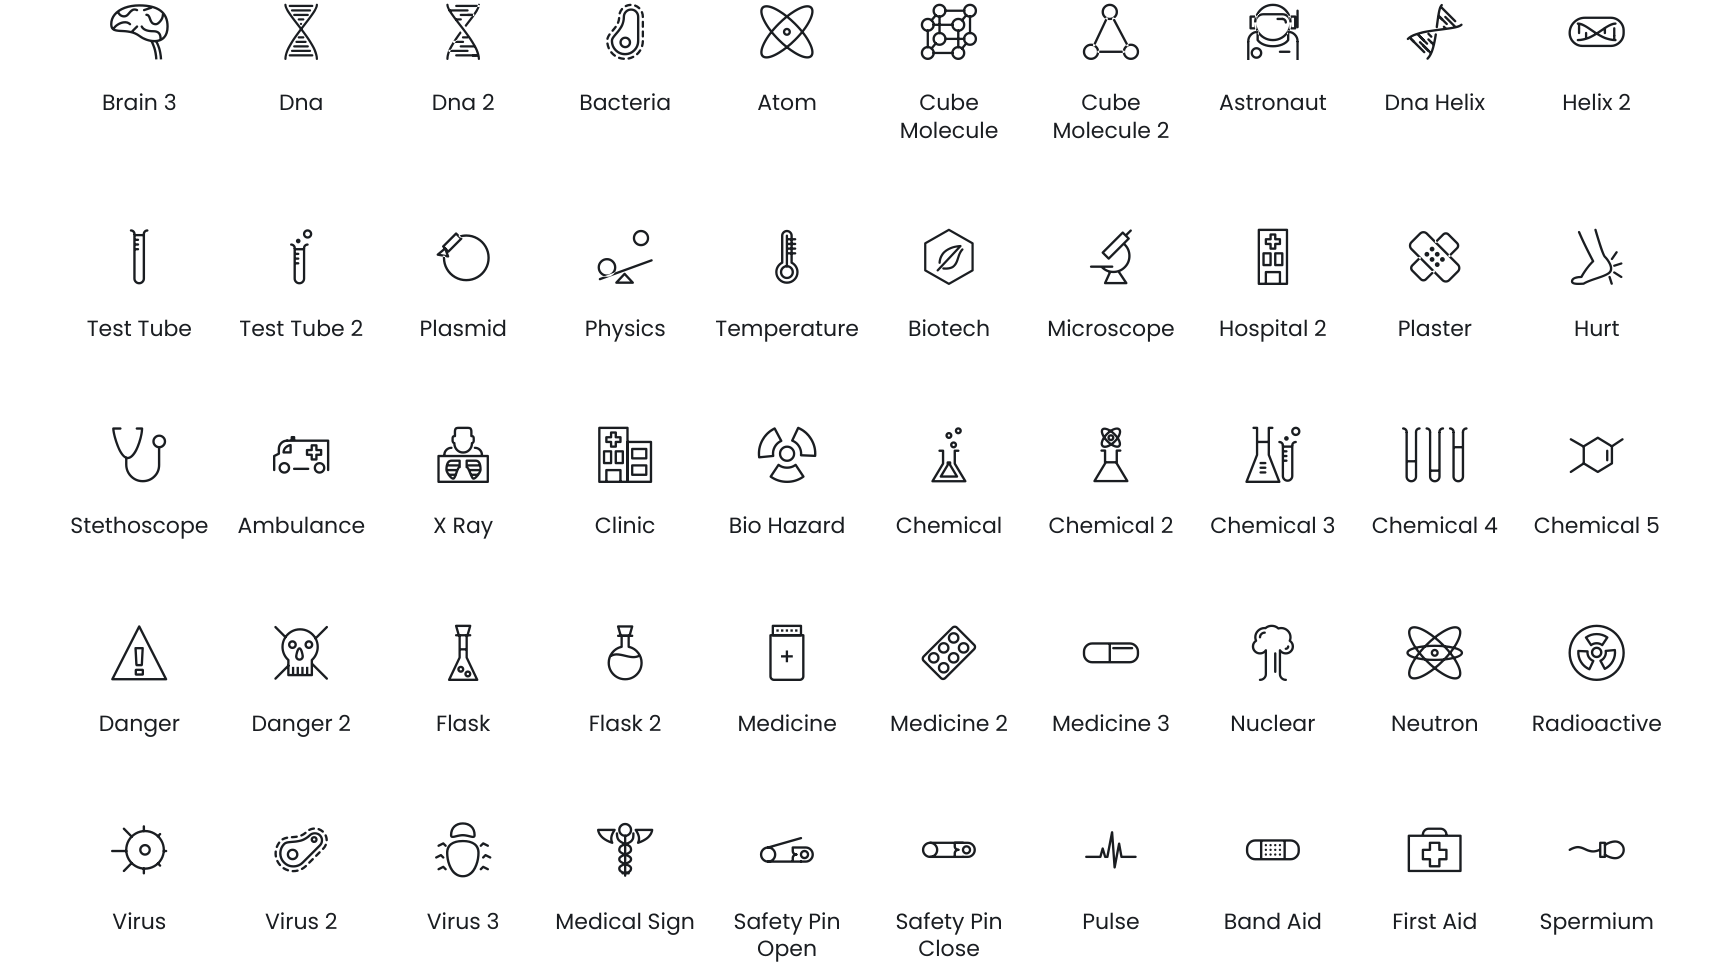 Brain 3
Dna
Dna 2
Bacteria
Atom
Cube
Molecule
Cube
Molecule 2
Astronaut
Dna Helix
Helix 2
Test Tube
Test Tube 2
Plasmid
Physics
Temperature
Biotech
Microscope
Hospital 2
Plaster
Hurt
Stethoscope
Ambulance
X Ray
Clinic
Bio Hazard
Chemical
Chemical 2
Chemical 3
Chemical 4
Chemical 5
Danger
Danger 2
Flask
Flask 2
Medicine
Medicine 2
Medicine 3
Nuclear
Neutron
Radioactive
Virus
Virus 2
Virus 3
Medical Sign
Safety Pin
Open
Safety Pin
Close
Pulse
Band Aid
First Aid
Spermium